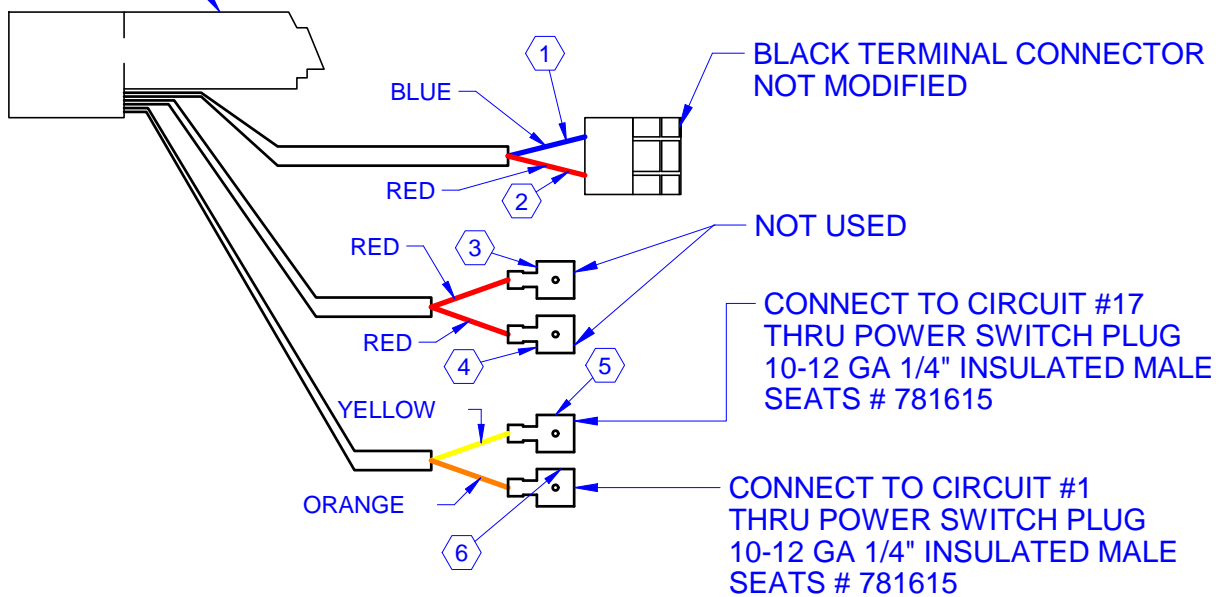 1
BLUE
BLACK TERMINAL CONNECTOR
NOT MODIFIED
RED
2
RED
3
NOT USED
RED
4
CONNECT TO CIRCUIT #17
THRU POWER SWITCH PLUG
10-12 GA 1/4" INSULATED MALE
SEATS # 781615
5
YELLOW
ORANGE
6
CONNECT TO CIRCUIT #1
THRU POWER SWITCH PLUG
10-12 GA 1/4" INSULATED MALE
SEATS # 781615